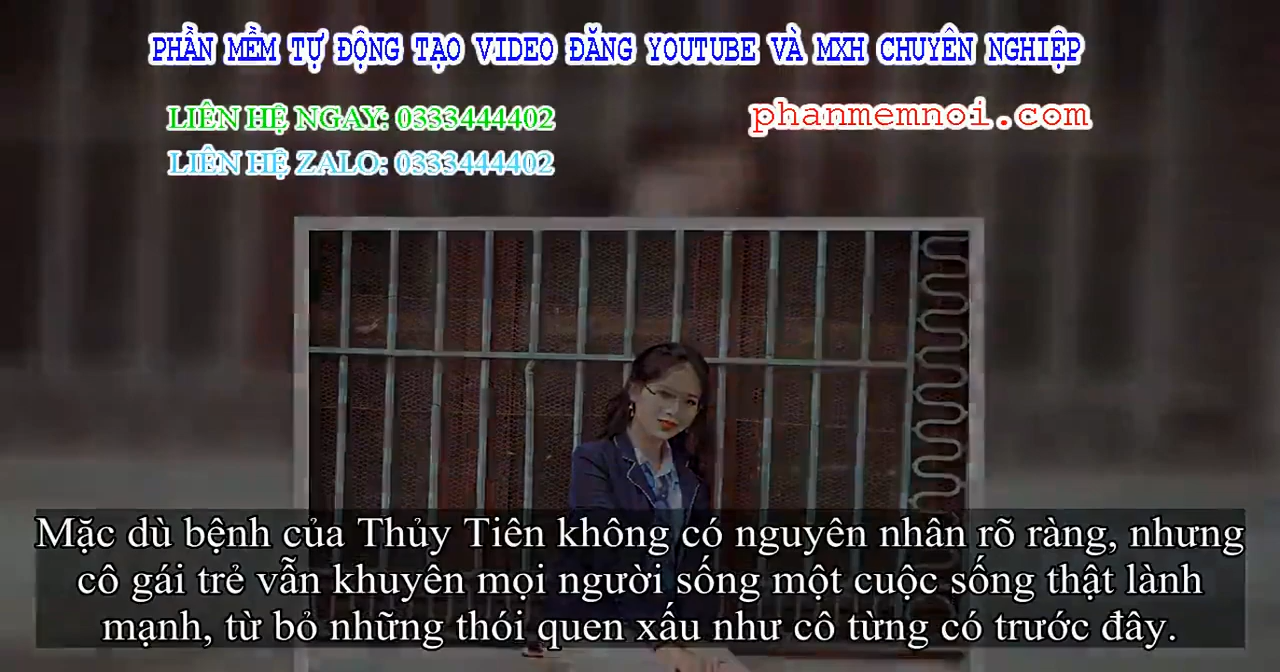 PHẦN MỀM TỰ ĐỘNG TẠO VIDEO ĐĂNG YOUTUBE VÀ MXH CHUYÊN NGHIỆP
LIÊN HỆ NGAY: 0333444402
phanmemnoi.com
LIÊN HỆ ZALO: 0333444402
Mặc dù bệnh của Thủy Tiên không có nguyên nhân rõ ràng, nhưng
cô gái trẻ vẫn khuyên mọi người sống một cuộc sống thật lành
mạnh, từ bỏ những thói quen xấu như cô từng có trước đây.